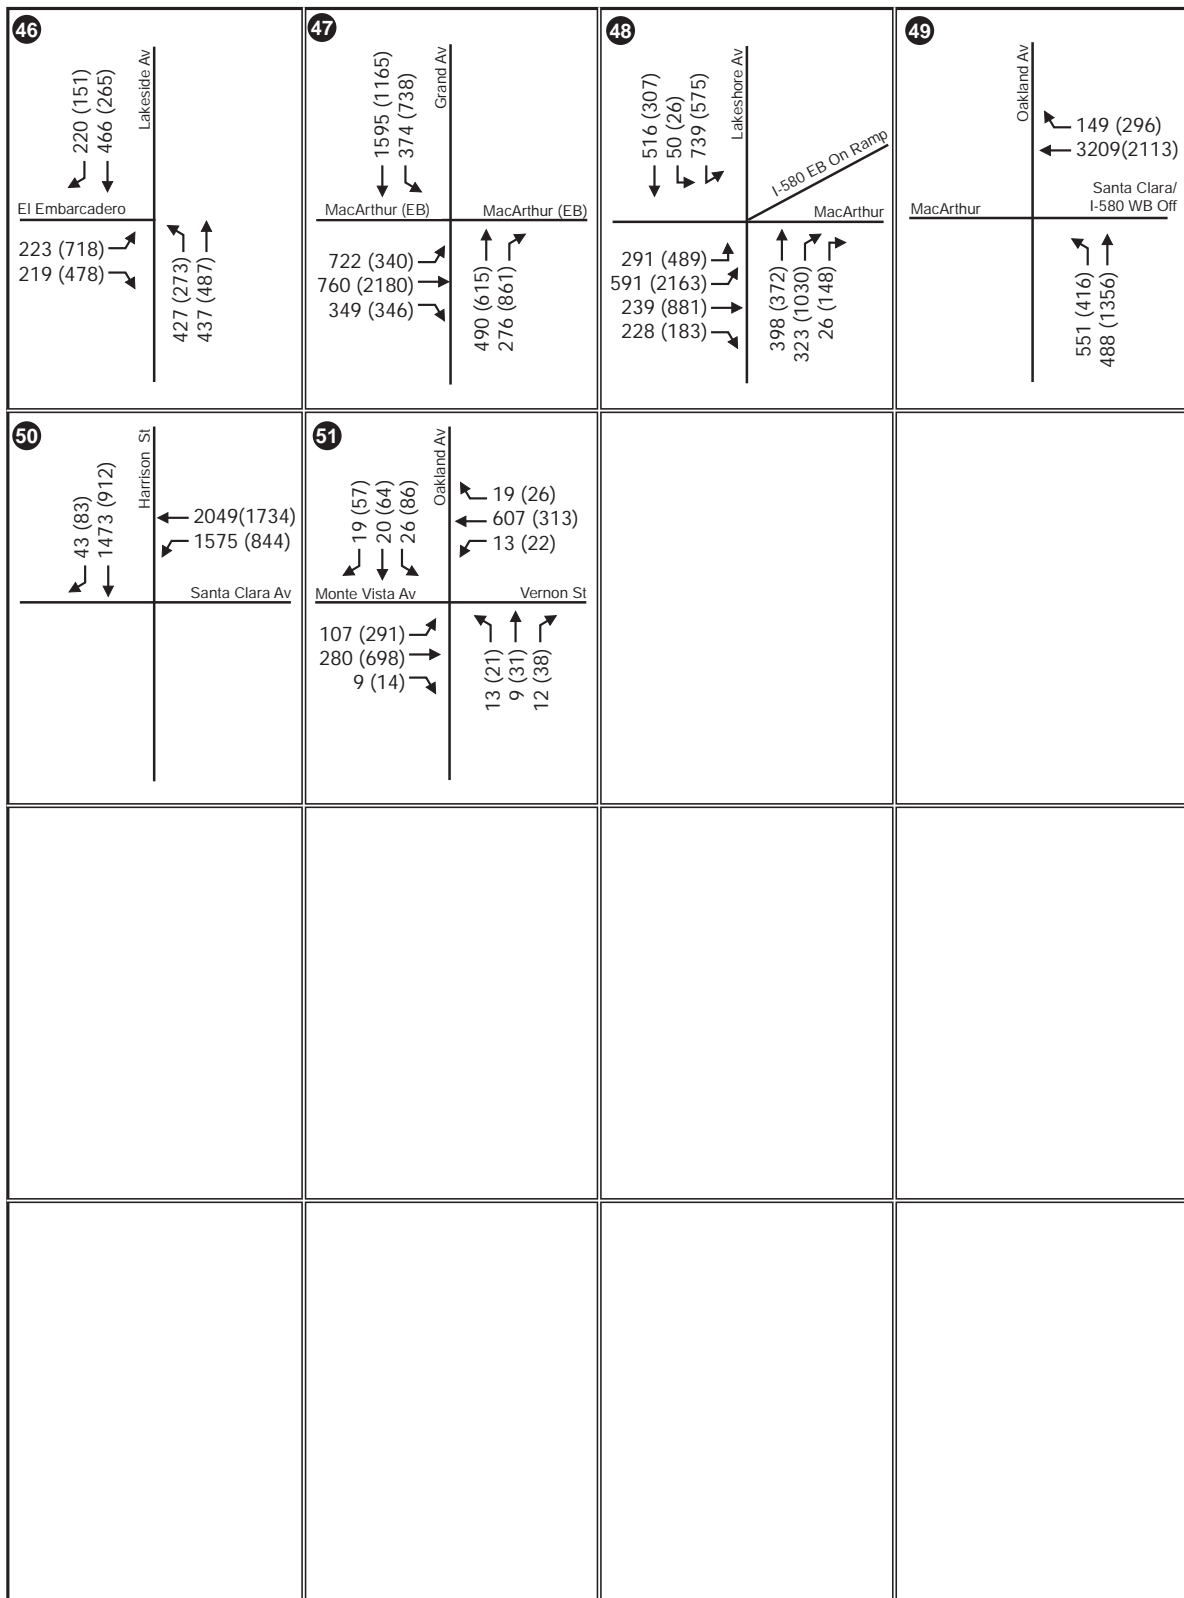 46
Lakeside Av
220 (151)
466 (265)
El Embarcadero
223 (718)
219 (478)
427 (273)
437 (487)
47
Grand Av
1595 (1165)
374 (738)
MacArthur (EB)
MacArthur (EB)
722 (340)
760 (2180)
349 (346)
490 (615)
276 (861)
48
Lakeshore Av
516 (307)
50 (26)
739 (575)
I-580 EB On Ramp
MacArthur
291 (489)
591 (2163)
239 (881)
228 (183)
398 (372)
323 (1030)
26 (148)
49
Oakland Av
149 (296)
3209(2113)
MacArthur
Santa Clara/
I-580 WB Off
551 (416)
488 (1356)
50
Harrison St
43 (83)
1473 (912)
2049(1734)
1575 (844)
Santa Clara Av
51
Oakland Av
19 (57)
20 (64)
26 (86)
19 (26)
607 (313)
13 (22)
Monte Vista Av
Vernon St
107 (291)
280 (698)
9 (14)
13 (21)
9 (31)
12 (38)